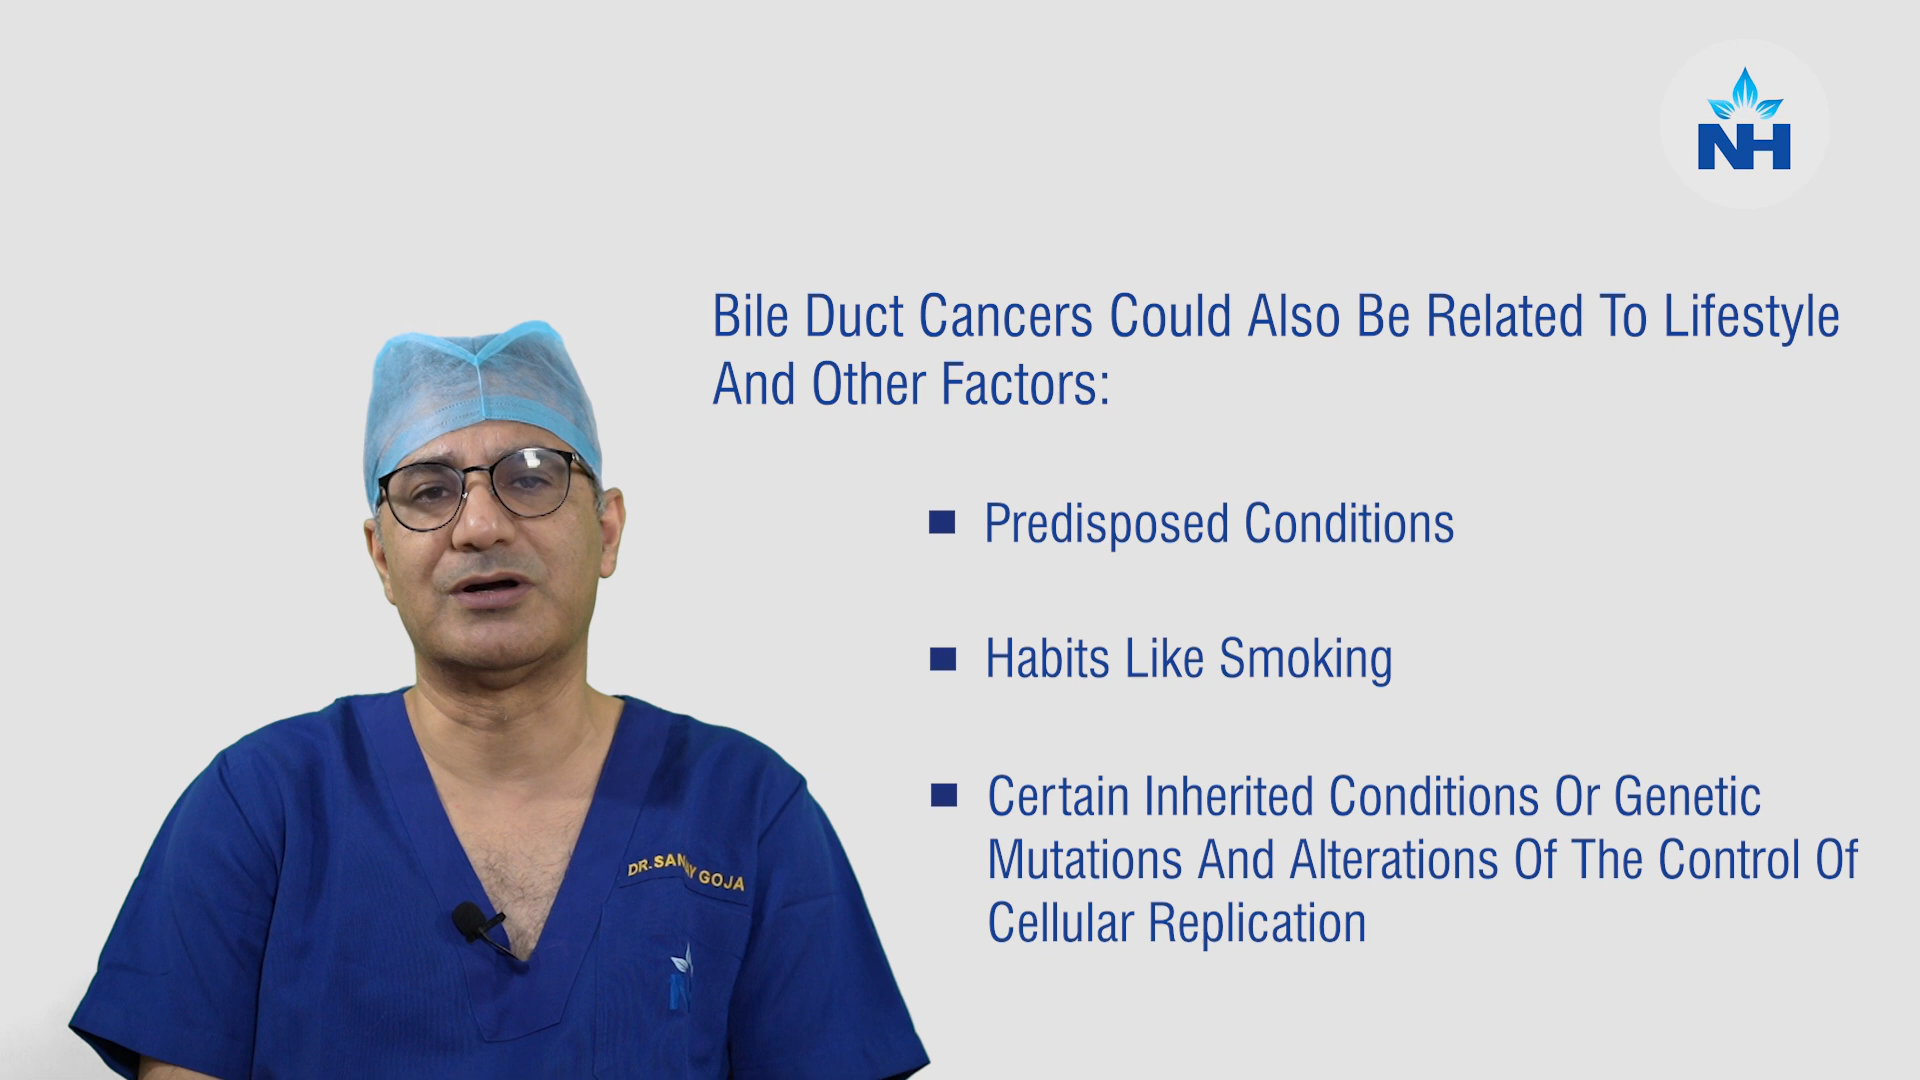 NH
Bile Duct Cancers Could Also Be Related To Lifestyle
And Other Factors:
Predisposed Conditions
Habits Like Smoking
Certain Inherited Conditions Or Genetic
Mutations And Alterations Of The Control Of
Cellular Replication
DR. GOJA